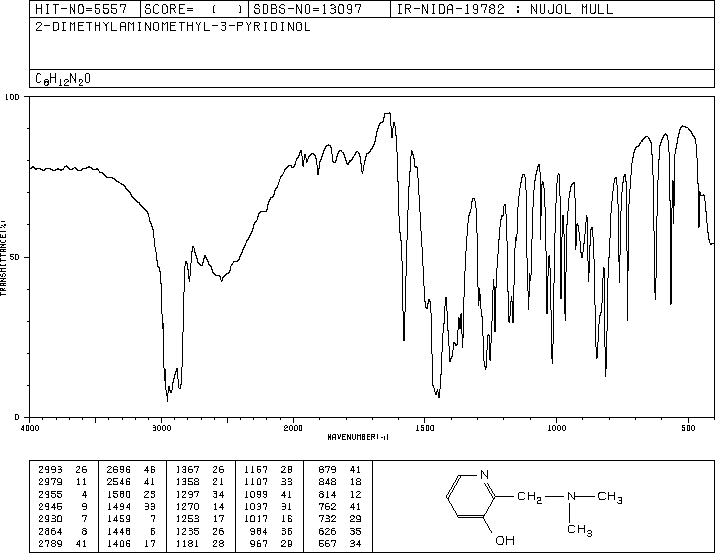 HIT-NO=5557 SCORE= ( ) SDBS-NO=13097 IR-NIDA-19782 : NUJOL MULL
2-DIMETHYLAMINOMETHYL-3-PYRIDINOL
C8H12N2O
100
50
0
TRANSMITTANCE(%)
4000 3000 2000 1500 1000 500
WAVENUMBER(-1)
2993 26 2696 46 1367 26 1167 28 879 41
2979 11 2546 41 1358 21 1107 33 848 18
2955 4 1580 23 1297 34 1099 41 814 12
2945 9 1494 33 1270 14 1037 31 762 41
2930 7 1459 7 1253 17 1017 16 732 29
2864 8 1448 6 1235 26 984 36 626 35
2789 41 1406 17 1181 28 967 29 567 34
N
CH2 N CH3
CH3
OH